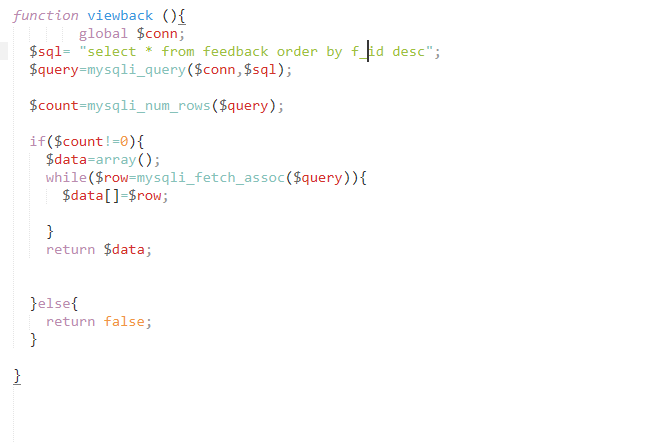 function viewback (){
global $conn;
$sql= "select * from feedback order by f_id desc";
$query=mysqli_query($conn,$sql);
$count=mysqli_num_rows($query);
if($count!=0){
$data=array();
while($row=mysqli_fetch_assoc($query)){
$data[]=$row;
}
return $data;
}else{
return false;
}
}